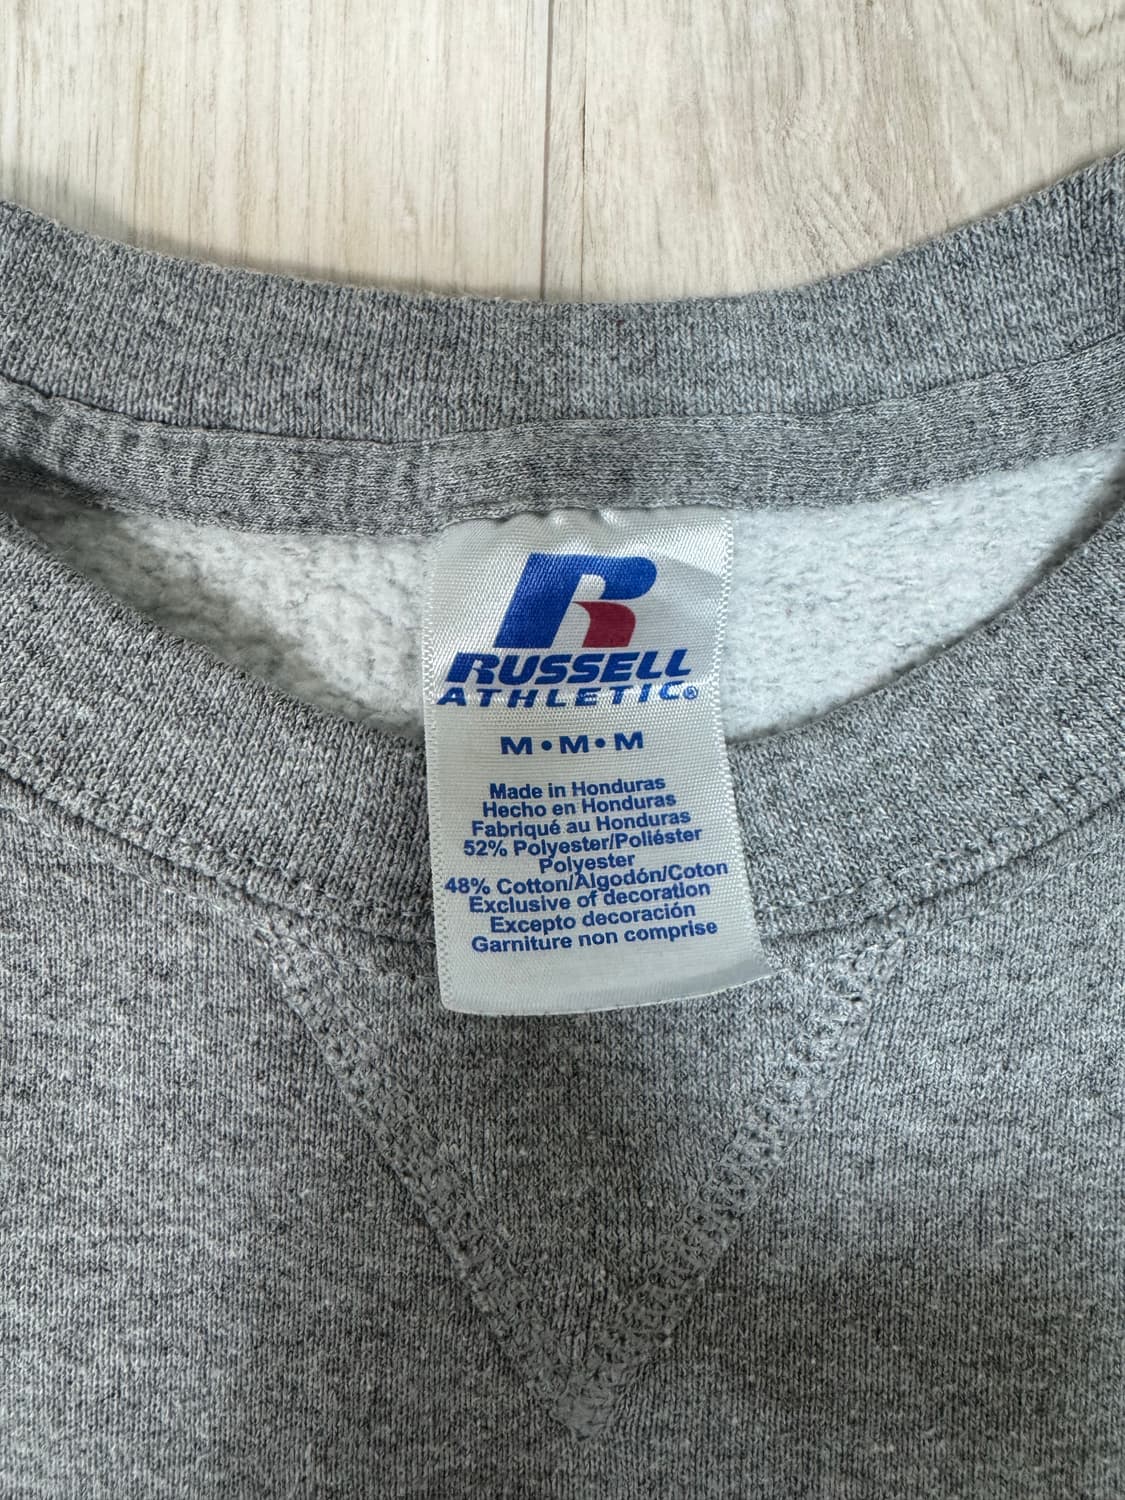 R
RUSSELL
ATHLETIC®
M•M•M
Made in Honduras
Hecho en Honduras
Fabriqué au Honduras
52% Polyester/Poliéster
Polyester
48% Cotton/Algodón/Coton
Exclusive of decoration
Excepto decoración
Garniture non comprise